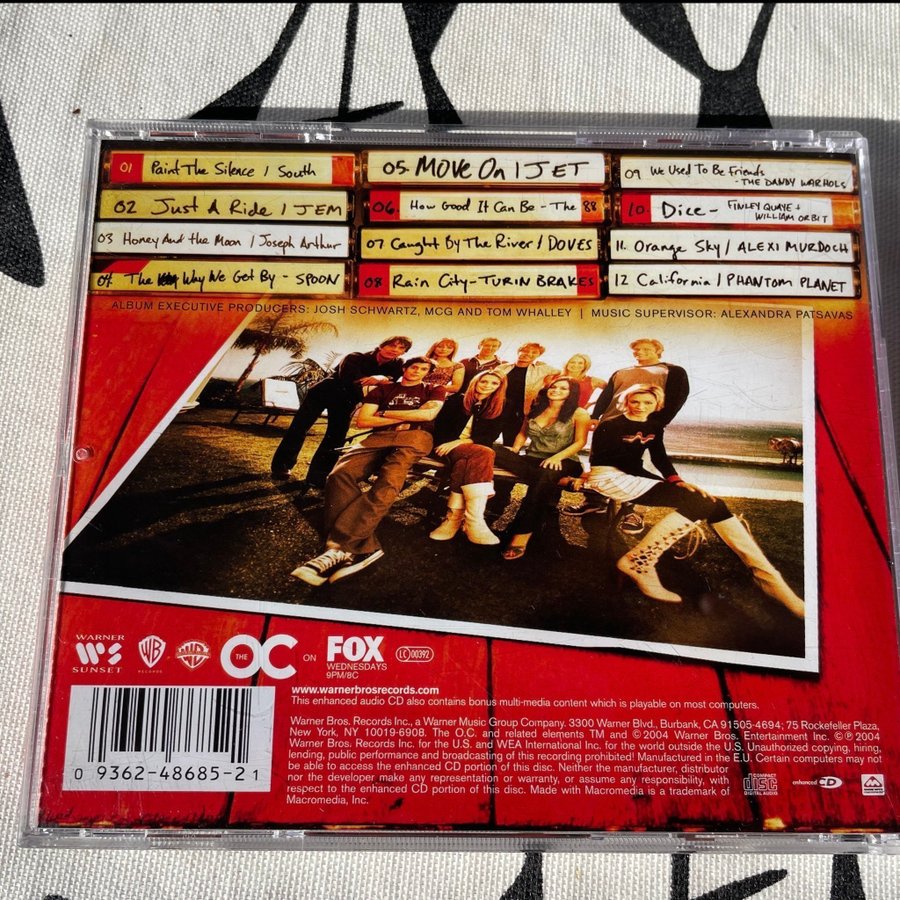 01 Paint The Silence / South
02 Just A Ride / JEM
03 Honey And the Moon / Joseph Arthur
04. The Way We Get By - SPOON
05. MOVE ON / JET
06. How Good It Can Be - The 88
07 Caught By The River / DOVES
08 Rain City - TURIN BRAKES
09. We Used To Be Friends
- THE DANDY WARHOLS
10. Dice - FINLEY QUAYE +
WILLIAM ORBIT
11. Orange Sky / ALEXI MURDOCH
12 California / PHANTOM PLANET
ALBUM EXECUTIVE PRODUCERS: JOSH SCHWARTZ, MCG AND TOM WHALLEY | MUSIC SUPERVISOR: ALEXANDRA PATSAVAS
WARNER
WS
SUNSET
WB
RECORDS
THE OC ON FOX
WEDNESDAYS
9PM/8C
LC 00392
www.warnerbrosrecords.com
This enhanced audio CD also contains bonus multi-media content which is playable on most computers.
Warner Bros. Records Inc., a Warner Music Group Company. 3300 Warner Blvd., Burbank, CA 91505-4694; 75 Rockefeller Plaza,
New York, NY 10019-6908. The O.C. and related elements TM and © 2004 Warner Bros. Entertainment Inc. ©℗ 2004
Warner Bros. Records Inc. for the U.S. and WEA International Inc. for the world outside the U.S. Unauthorized copying, hiring,
lending, public performance and broadcasting of this recording prohibited! Manufactured in the E.U. Certain computers may not
be able to access the enhanced CD portion of this disc. Neither the manufacturer, distributor
nor the developer make any representation or warranty, or assume any responsibility, with
respect to the enhanced CD portion of this disc. Made with Macromedia is a trademark of
Macromedia, Inc.
COMPACT
disc
DIGITAL AUDIO
enhanced CD
0 93624-8685-2 1